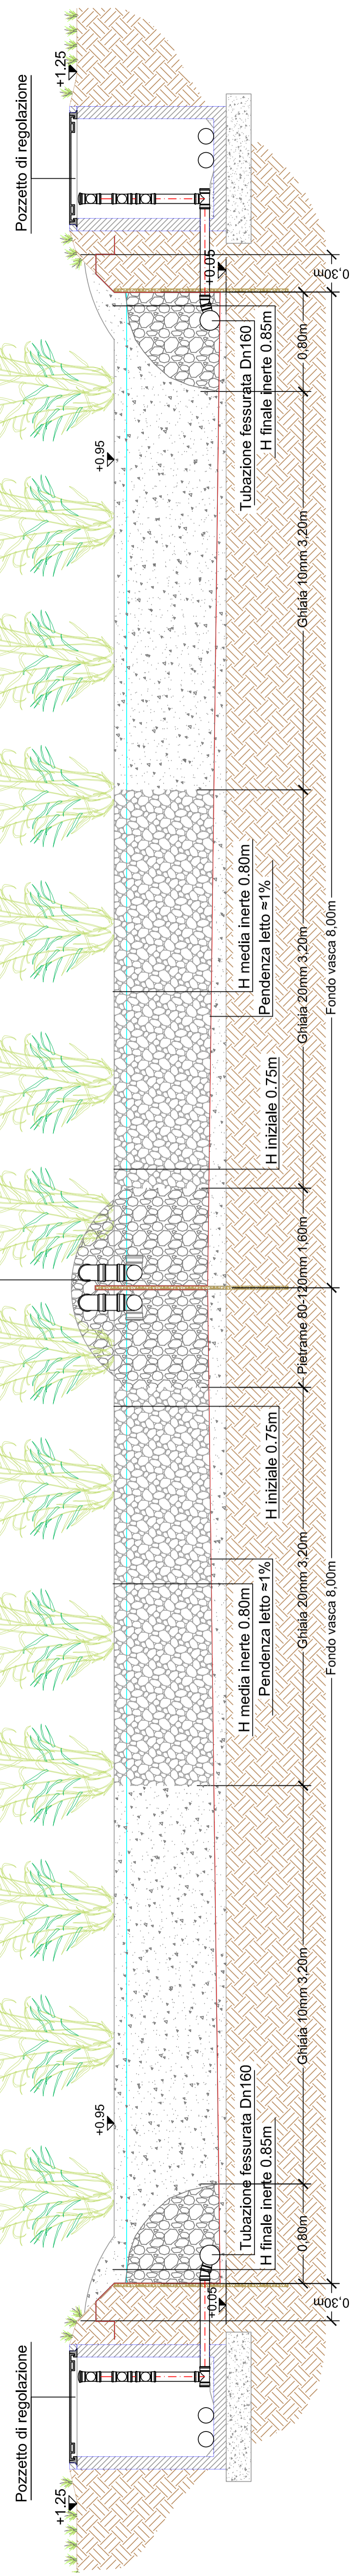 Pozzetto di regolazione
+1.25
+0.95
+0.05
Tubazione fessurata Dn160
H finale inerte 0.85m
0,30m
0,80m
Ghiaia 10mm 3,20m
H media inerte 0.80m
Pendenza letto ≈1%
Ghiaia 20mm 3,20m
Fondo vasca 8,00m
H iniziale 0.75m
Pietrame 80-120mm 1,60m
H iniziale 0.75m
H media inerte 0.80m
Pendenza letto ≈1%
Ghiaia 20mm 3,20m
Fondo vasca 8,00m
Ghiaia 10mm 3,20m
+0.95
Tubazione fessurata Dn160
H finale inerte 0.85m
+0.05
0,80m
0,30m
Pozzetto di regolazione
+1.25